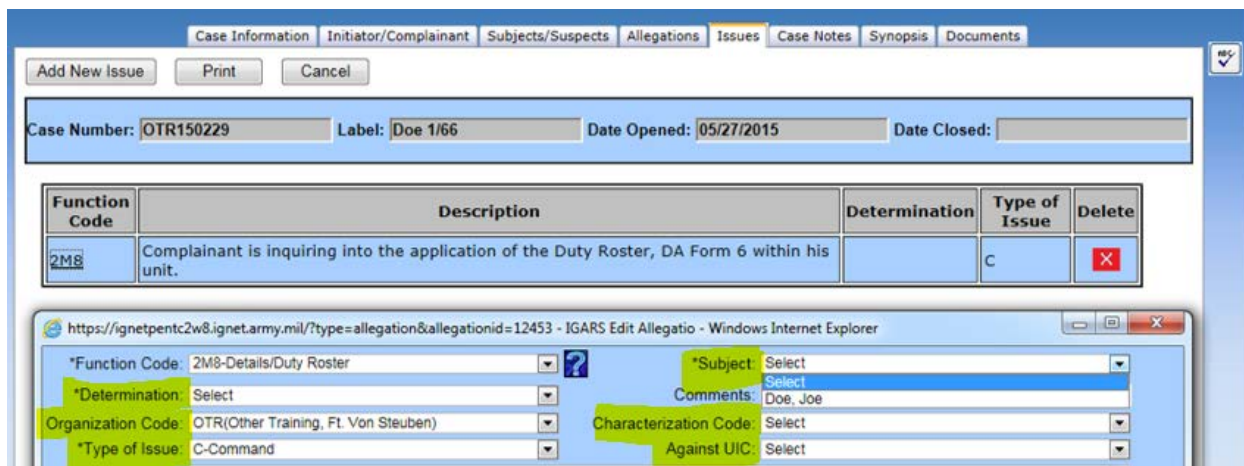 Case Information Initiator/Complainant Subjects/Suspects Allegations Issues Case Notes Synopsis Documents
ABC
Add New Issue Print Cancel
Case Number: OTR150229 Label: Doe 1/66 Date Opened: 05/27/2015 Date Closed:
Function Code Description Determination Type of Issue Delete
2M8 Complainant is inquiring into the application of the Duty Roster, DA Form 6 within his unit. C X
https://ignetpentc2w8.ignet.army.mil/?type=allegation&allegationid=12453 - IGARS Edit Allegatio - Windows Internet Explorer
*Function Code: 2M8-Details/Duty Roster ? *Subject: Select
Select
*Determination: Select Comments: Doe, Joe
Organization Code: OTR(Other Training, Ft. Von Steuben) Characterization Code: Select
*Type of Issue: C-Command Against UIC: Select